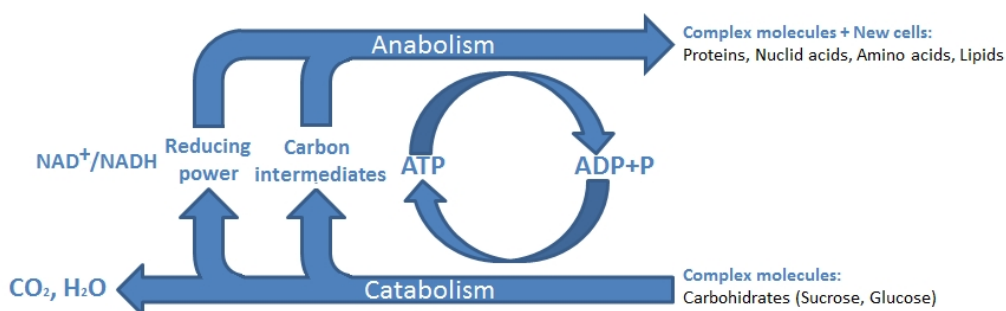 Anabolism
Complex molecules + New cells:
Proteins, Nuclid acids, Amino acids, Lipids
NAD⁺/NADH
Reducing
power
Carbon
intermediates
ATP
ADP+P
CO₂, H₂O
Catabolism
Complex molecules:
Carbohidrates (Sucrose, Glucose)